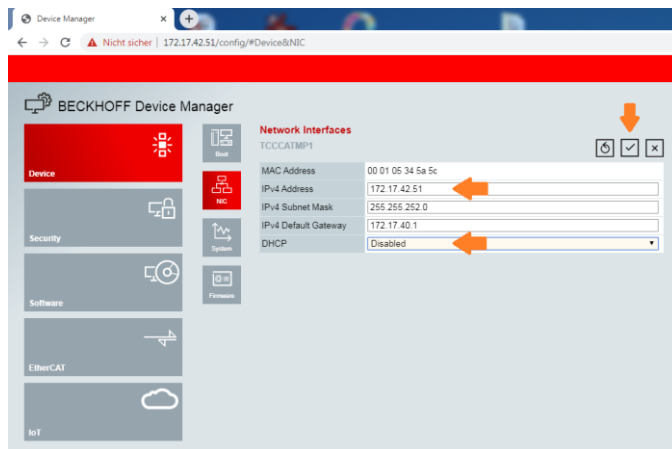 Device Manager
Nicht sicher | 172.17.42.51/config/#Device&NIC
BECKHOFF Device Manager
Device
Security
Software
EtherCAT
IoT
Boot
NIC
System
Firmware
Network Interfaces
TCCCATMP1
MAC Address 00 01 05 34 5a 5c
IPv4 Address 172.17.42.51
IPv4 Subnet Mask 255.255.252.0
IPv4 Default Gateway 172.17.40.1
DHCP Disabled